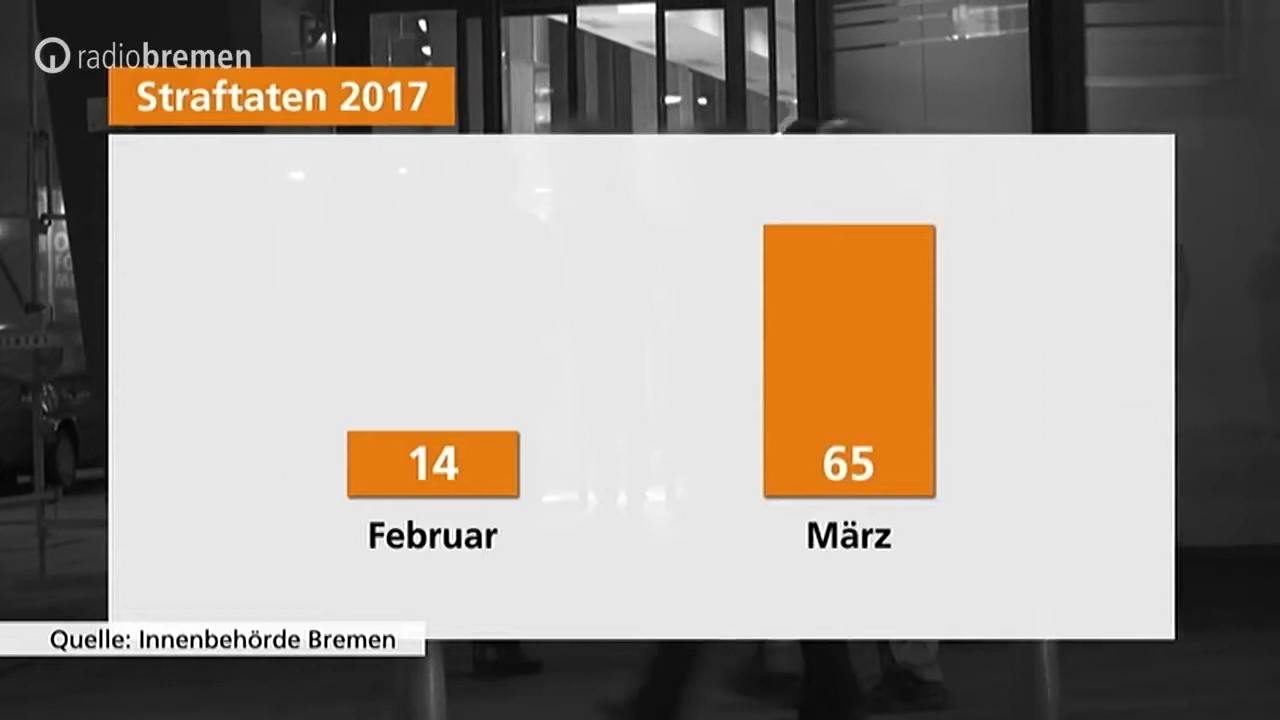 radiobremen
Straftaten 2017
14
65
Februar
März
Quelle: Innenbehörde Bremen